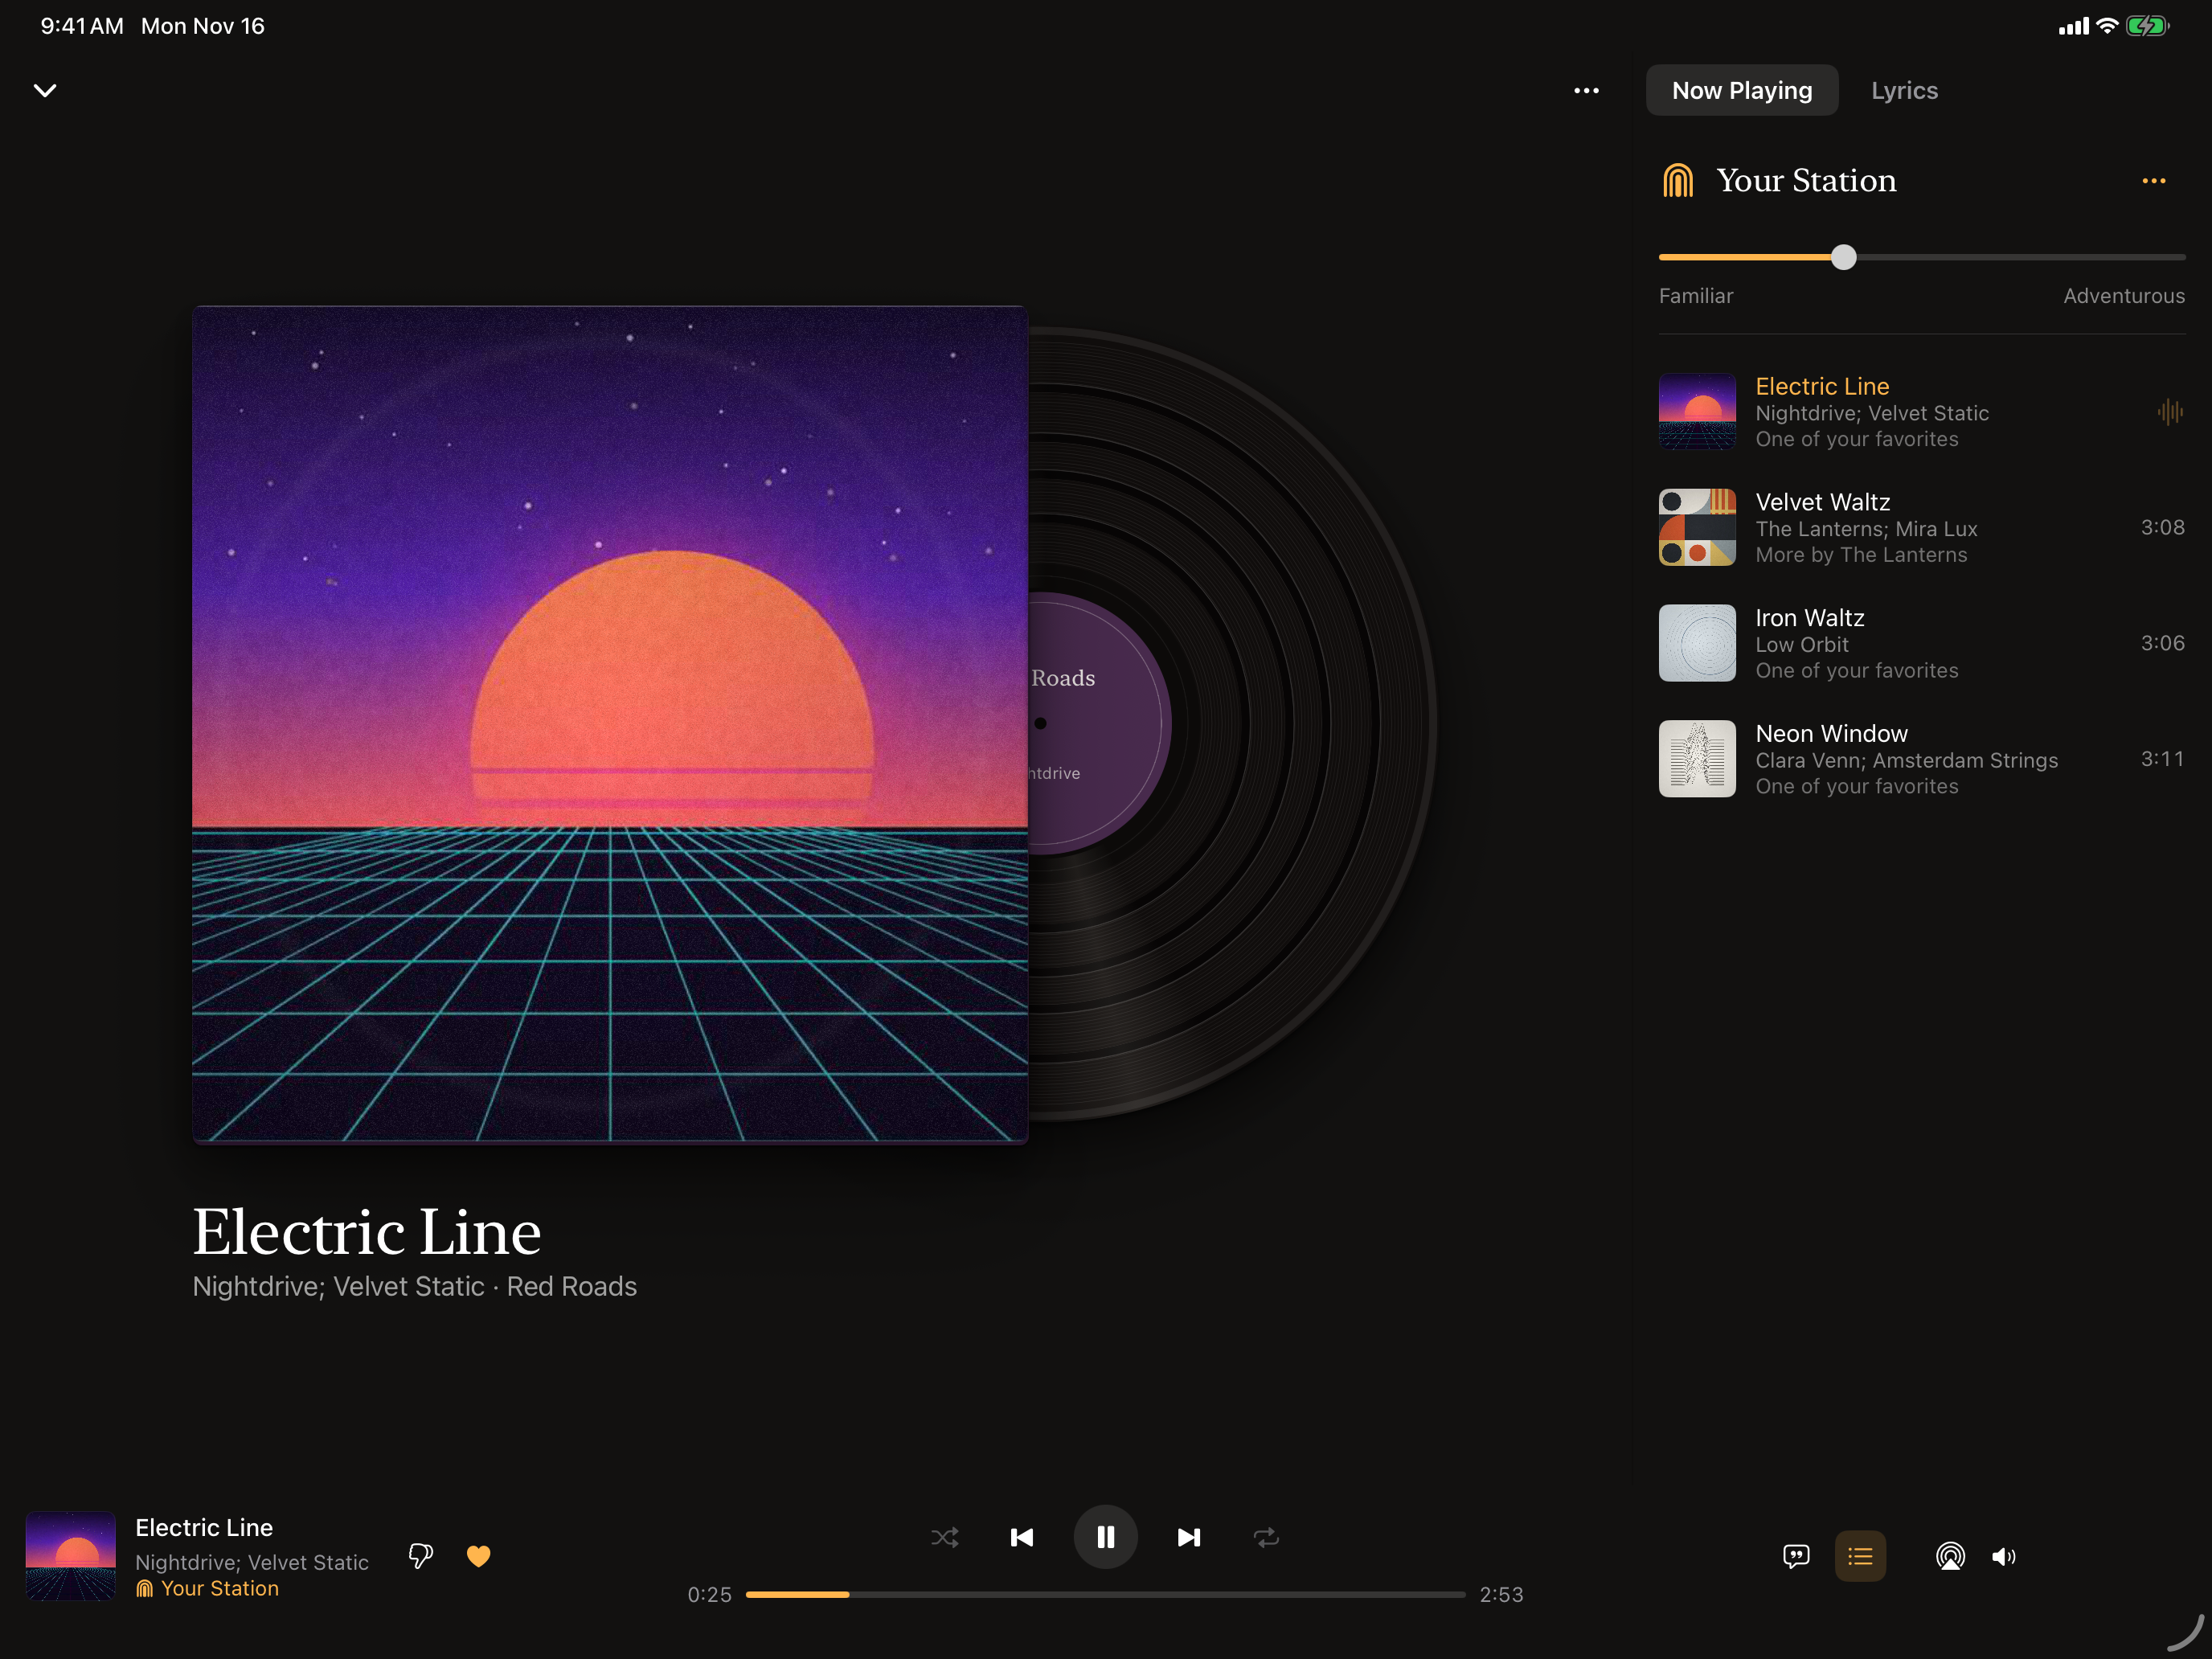 9:41 AM Mon Nov 16
Now Playing
Lyrics
Your Station
Familiar
Adventurous
Electric Line
Nightdrive; Velvet Static
One of your favorites
Velvet Waltz
The Lanterns; Mira Lux
More by The Lanterns
3:08
Iron Waltz
Low Orbit
One of your favorites
3:06
Neon Window
Clara Venn; Amsterdam Strings
One of your favorites
3:11
Roads
htdrive
Electric Line
Nightdrive; Velvet Static · Red Roads
Electric Line
Nightdrive; Velvet Static
Your Station
0:25
2:53